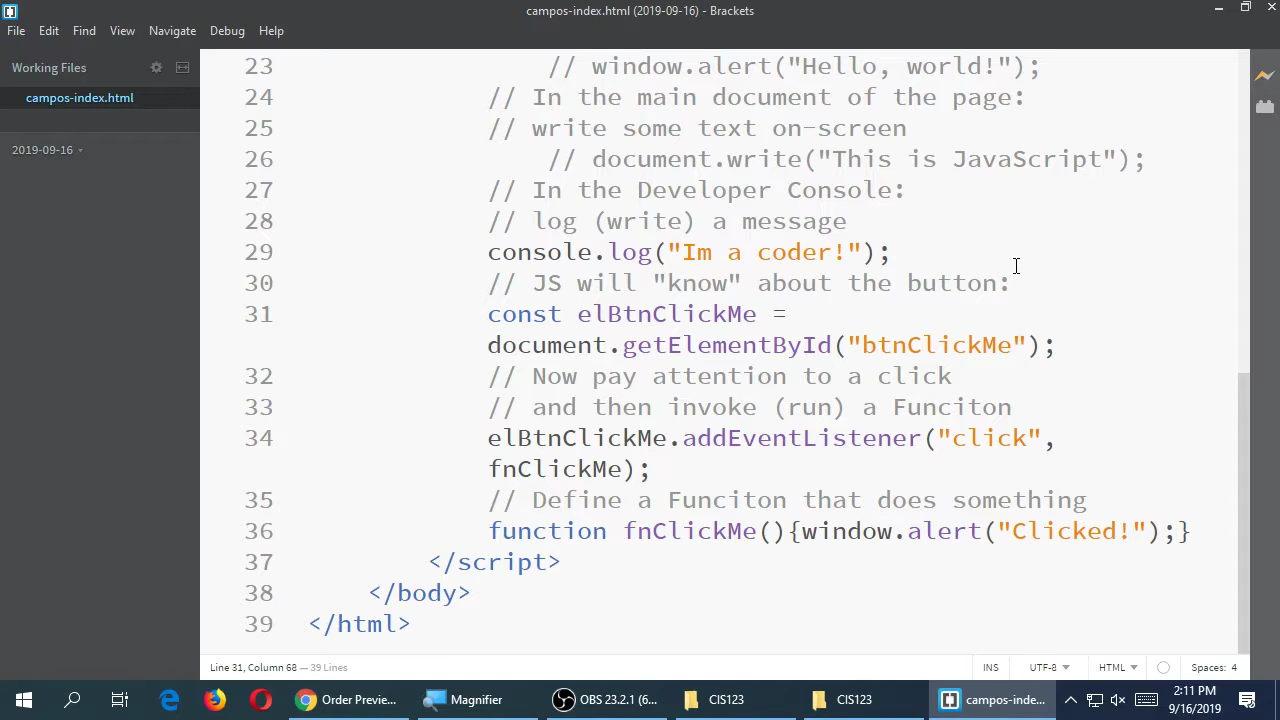 campos-index.html (2019-09-16) - Brackets
File Edit Find View Navigate Debug Help
Working Files
campos-index.html
2019-09-16
23 // window.alert("Hello, world!");
24 // In the main document of the page:
25 // write some text on-screen
26 // document.write("This is JavaScript");
27 // In the Developer Console:
28 // log (write) a message
29 console.log("Im a coder!");
30 // JS will "know" about the button:
31 const elBtnClickMe =
document.getElementById("btnClickMe");
32 // Now pay attention to a click
33 // and then invoke (run) a Funciton
34 elBtnClickMe.addEventListener("click",
fnClickMe);
35 // Define a Funciton that does something
36 function fnClickMe(){window.alert("Clicked!");}
37 </script>
38 </body>
39 </html>
Line 31, Column 68 — 39 Lines
INS UTF-8 HTML Spaces: 4
Order Preview... Magnifier OBS 23.2.1 (6... CIS123 CIS123 campos-inde...
2:11 PM
9/16/2019